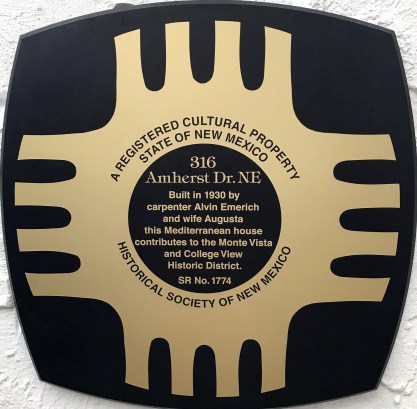 A REGISTERED CULTURAL PROPERTY
STATE OF NEW MEXICO
316
Amherst Dr. NE
Built in 1930 by
carpenter Alvin Emerich
and wife Augusta
this Mediterranean house
contributes to the Monte Vista
and College View
Historic District.
SR No. 1774
HISTORICAL SOCIETY OF NEW MEXICO